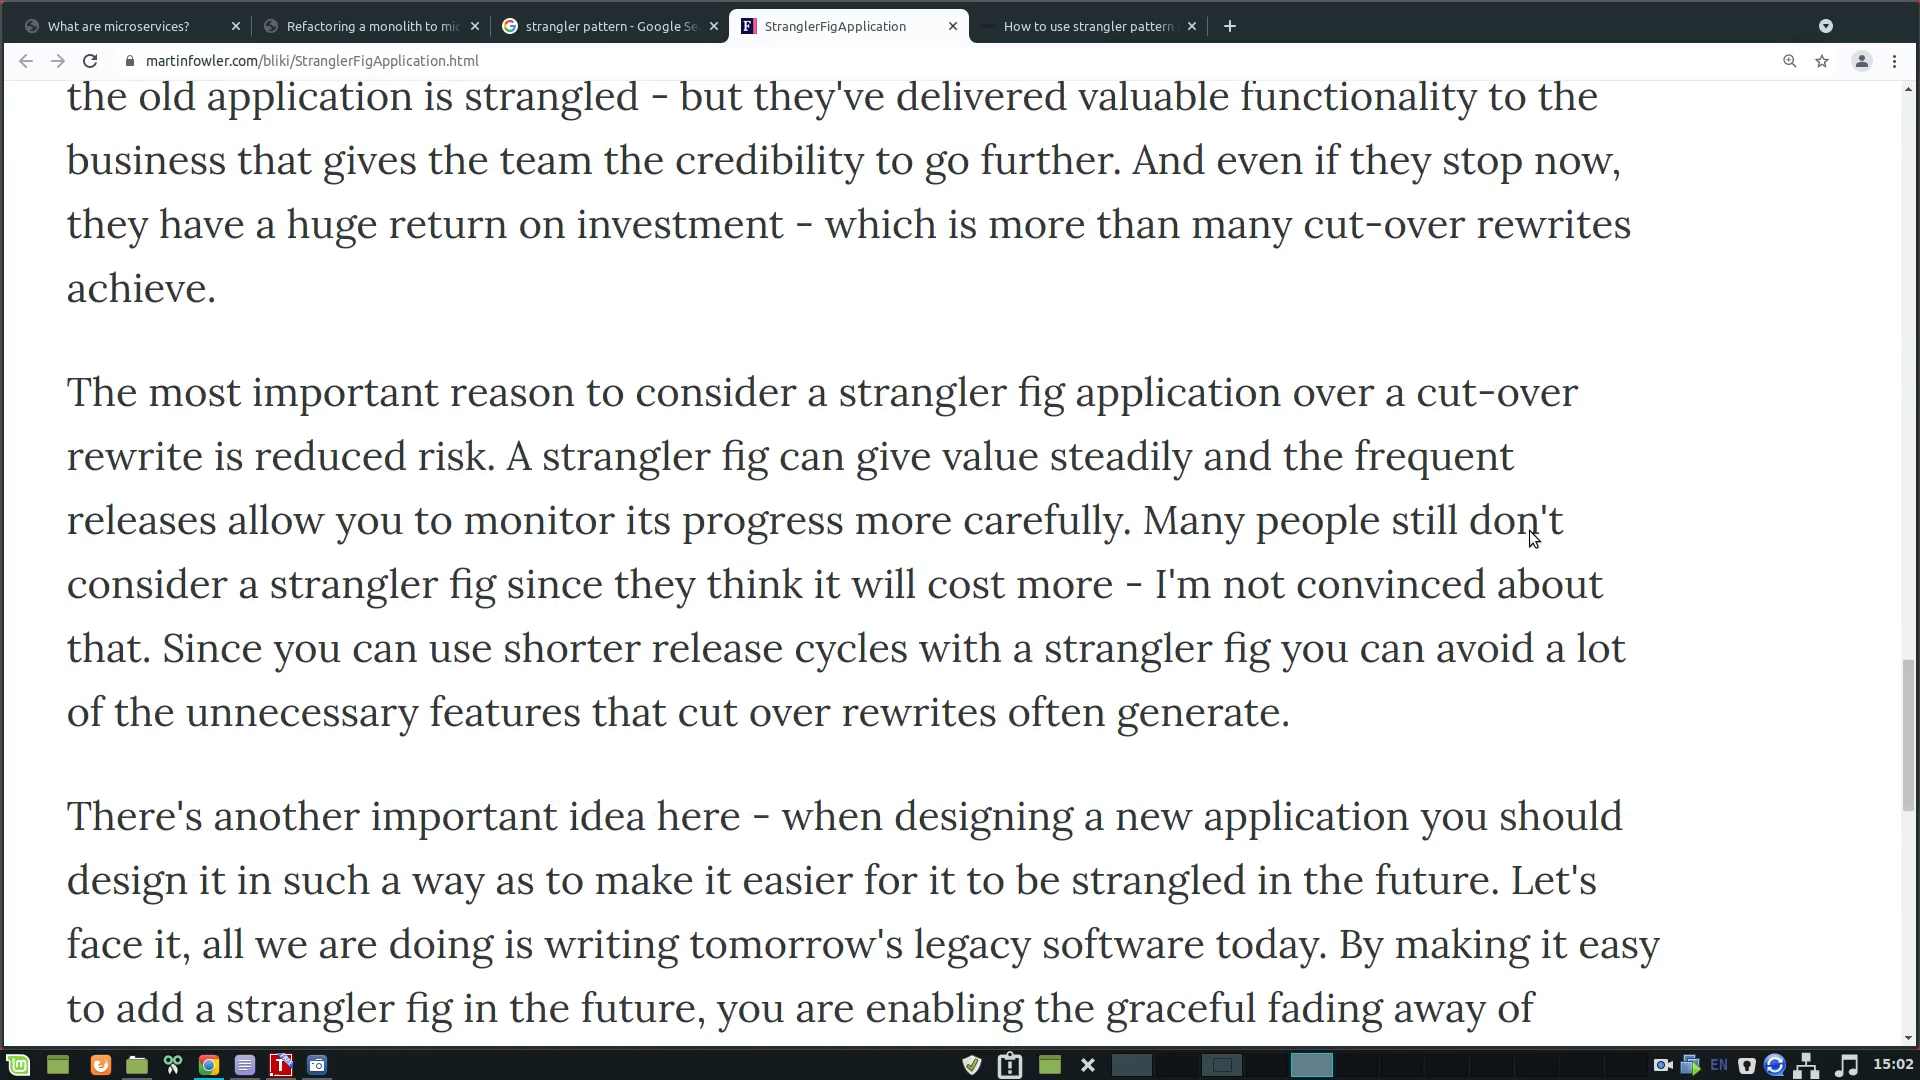 What are microservices?
Refactoring a monolith to mic
strangler pattern - Google Se
StranglerFigApplication
How to use strangler pattern
martinfowler.com/bliki/StranglerFigApplication.html
the old application is strangled - but they've delivered valuable functionality to the
business that gives the team the credibility to go further. And even if they stop now,
they have a huge return on investment - which is more than many cut-over rewrites
achieve.
The most important reason to consider a strangler fig application over a cut-over
rewrite is reduced risk. A strangler fig can give value steadily and the frequent
releases allow you to monitor its progress more carefully. Many people still don't
consider a strangler fig since they think it will cost more - I'm not convinced about
that. Since you can use shorter release cycles with a strangler fig you can avoid a lot
of the unnecessary features that cut over rewrites often generate.
There's another important idea here - when designing a new application you should
design it in such a way as to make it easier for it to be strangled in the future. Let's
face it, all we are doing is writing tomorrow's legacy software today. By making it easy
to add a strangler fig in the future, you are enabling the graceful fading away of
EN
15:02